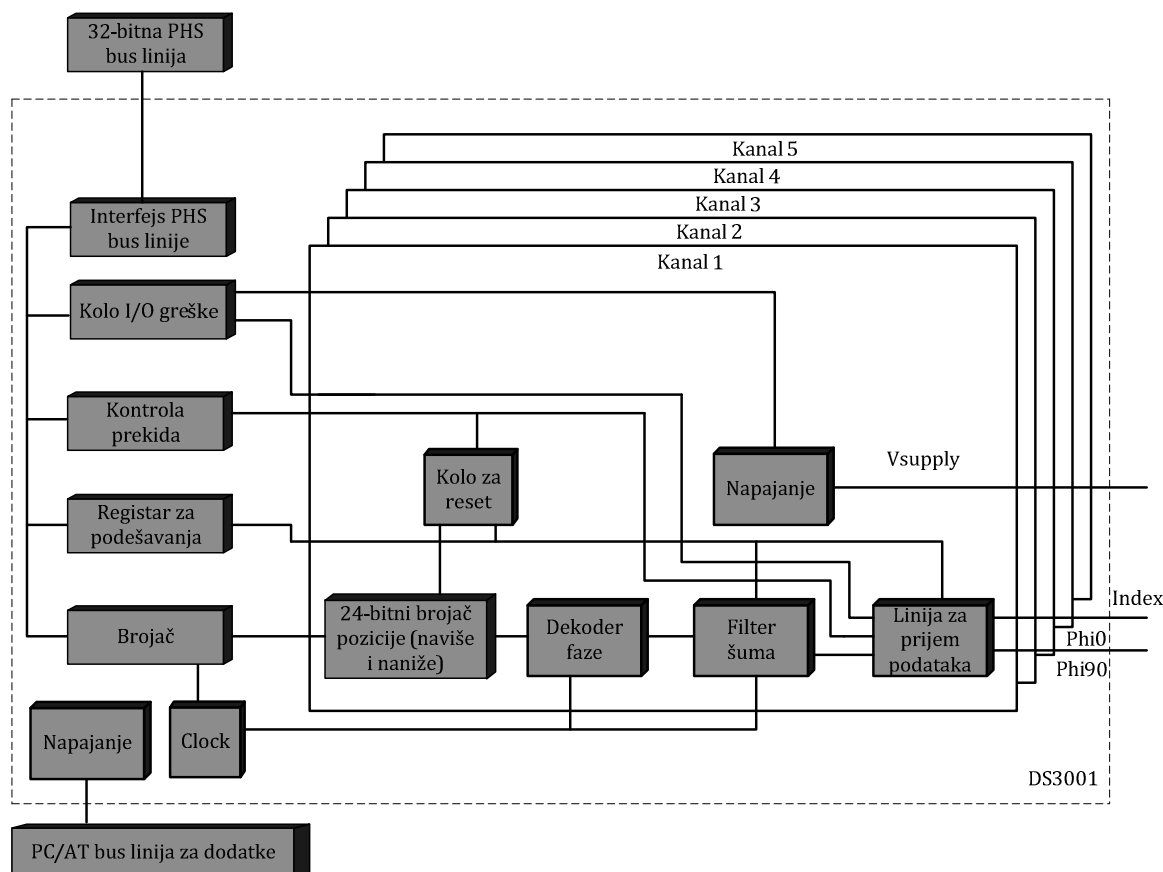 32-bitna PHS
bus linija
Kanal 5
Kanal 4
Kanal 3
Kanal 2
Kanal 1
Interfejs PHS
bus linije
Kolo I/O greške
Kontrola
prekida
Kolo za
reset
Napajanje
Vsupply
Registar za
podešavanja
Brojač
24-bitni brojač
pozicije (naviše
i naniže)
Dekoder
faze
Filter
šuma
Linija za
prijem
podataka
Index
Phi0
Phi90
Napajanje
Clock
DS3001
PC/AT bus linija za dodatke